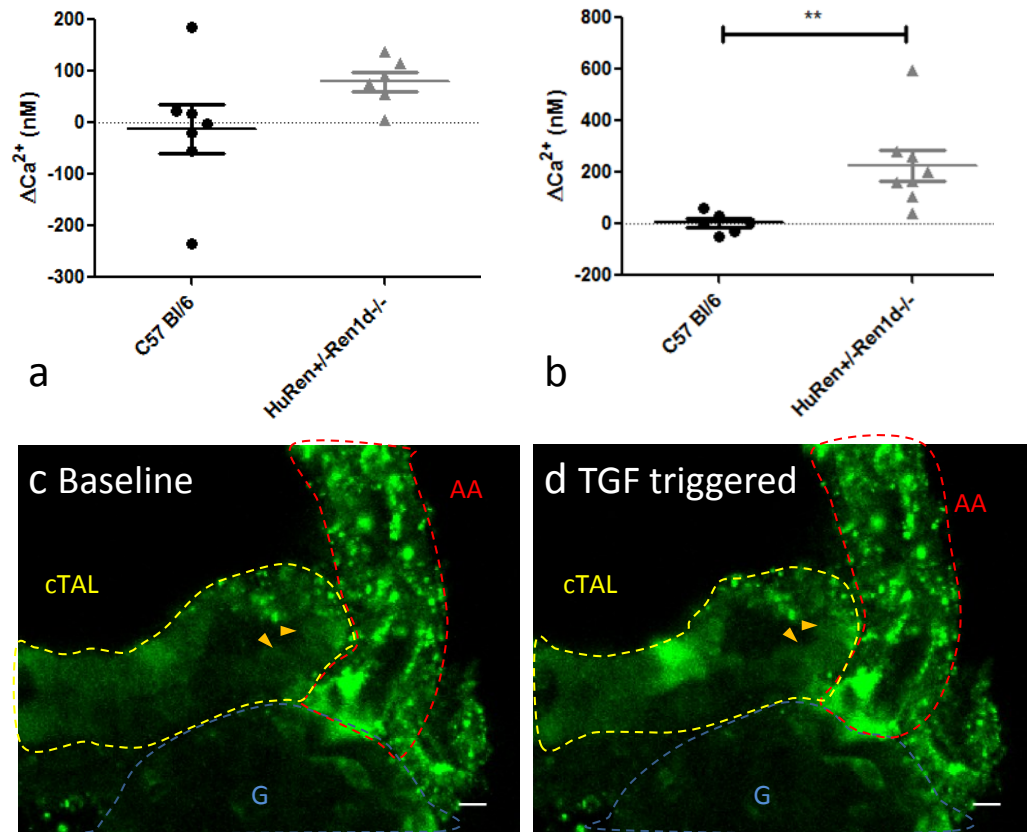 200
100
0
-100
-200
-300
ΔCa²⁺ (nM)
C57 Bl/6
HuRen+/-Ren1d-/-
a
800
600
400
200
0
-200
ΔCa²⁺ (nM)
**
C57 Bl/6
HuRen+/-Ren1d-/-
b
c Baseline
AA
cTAL
G
d TGF triggered
AA
cTAL
G